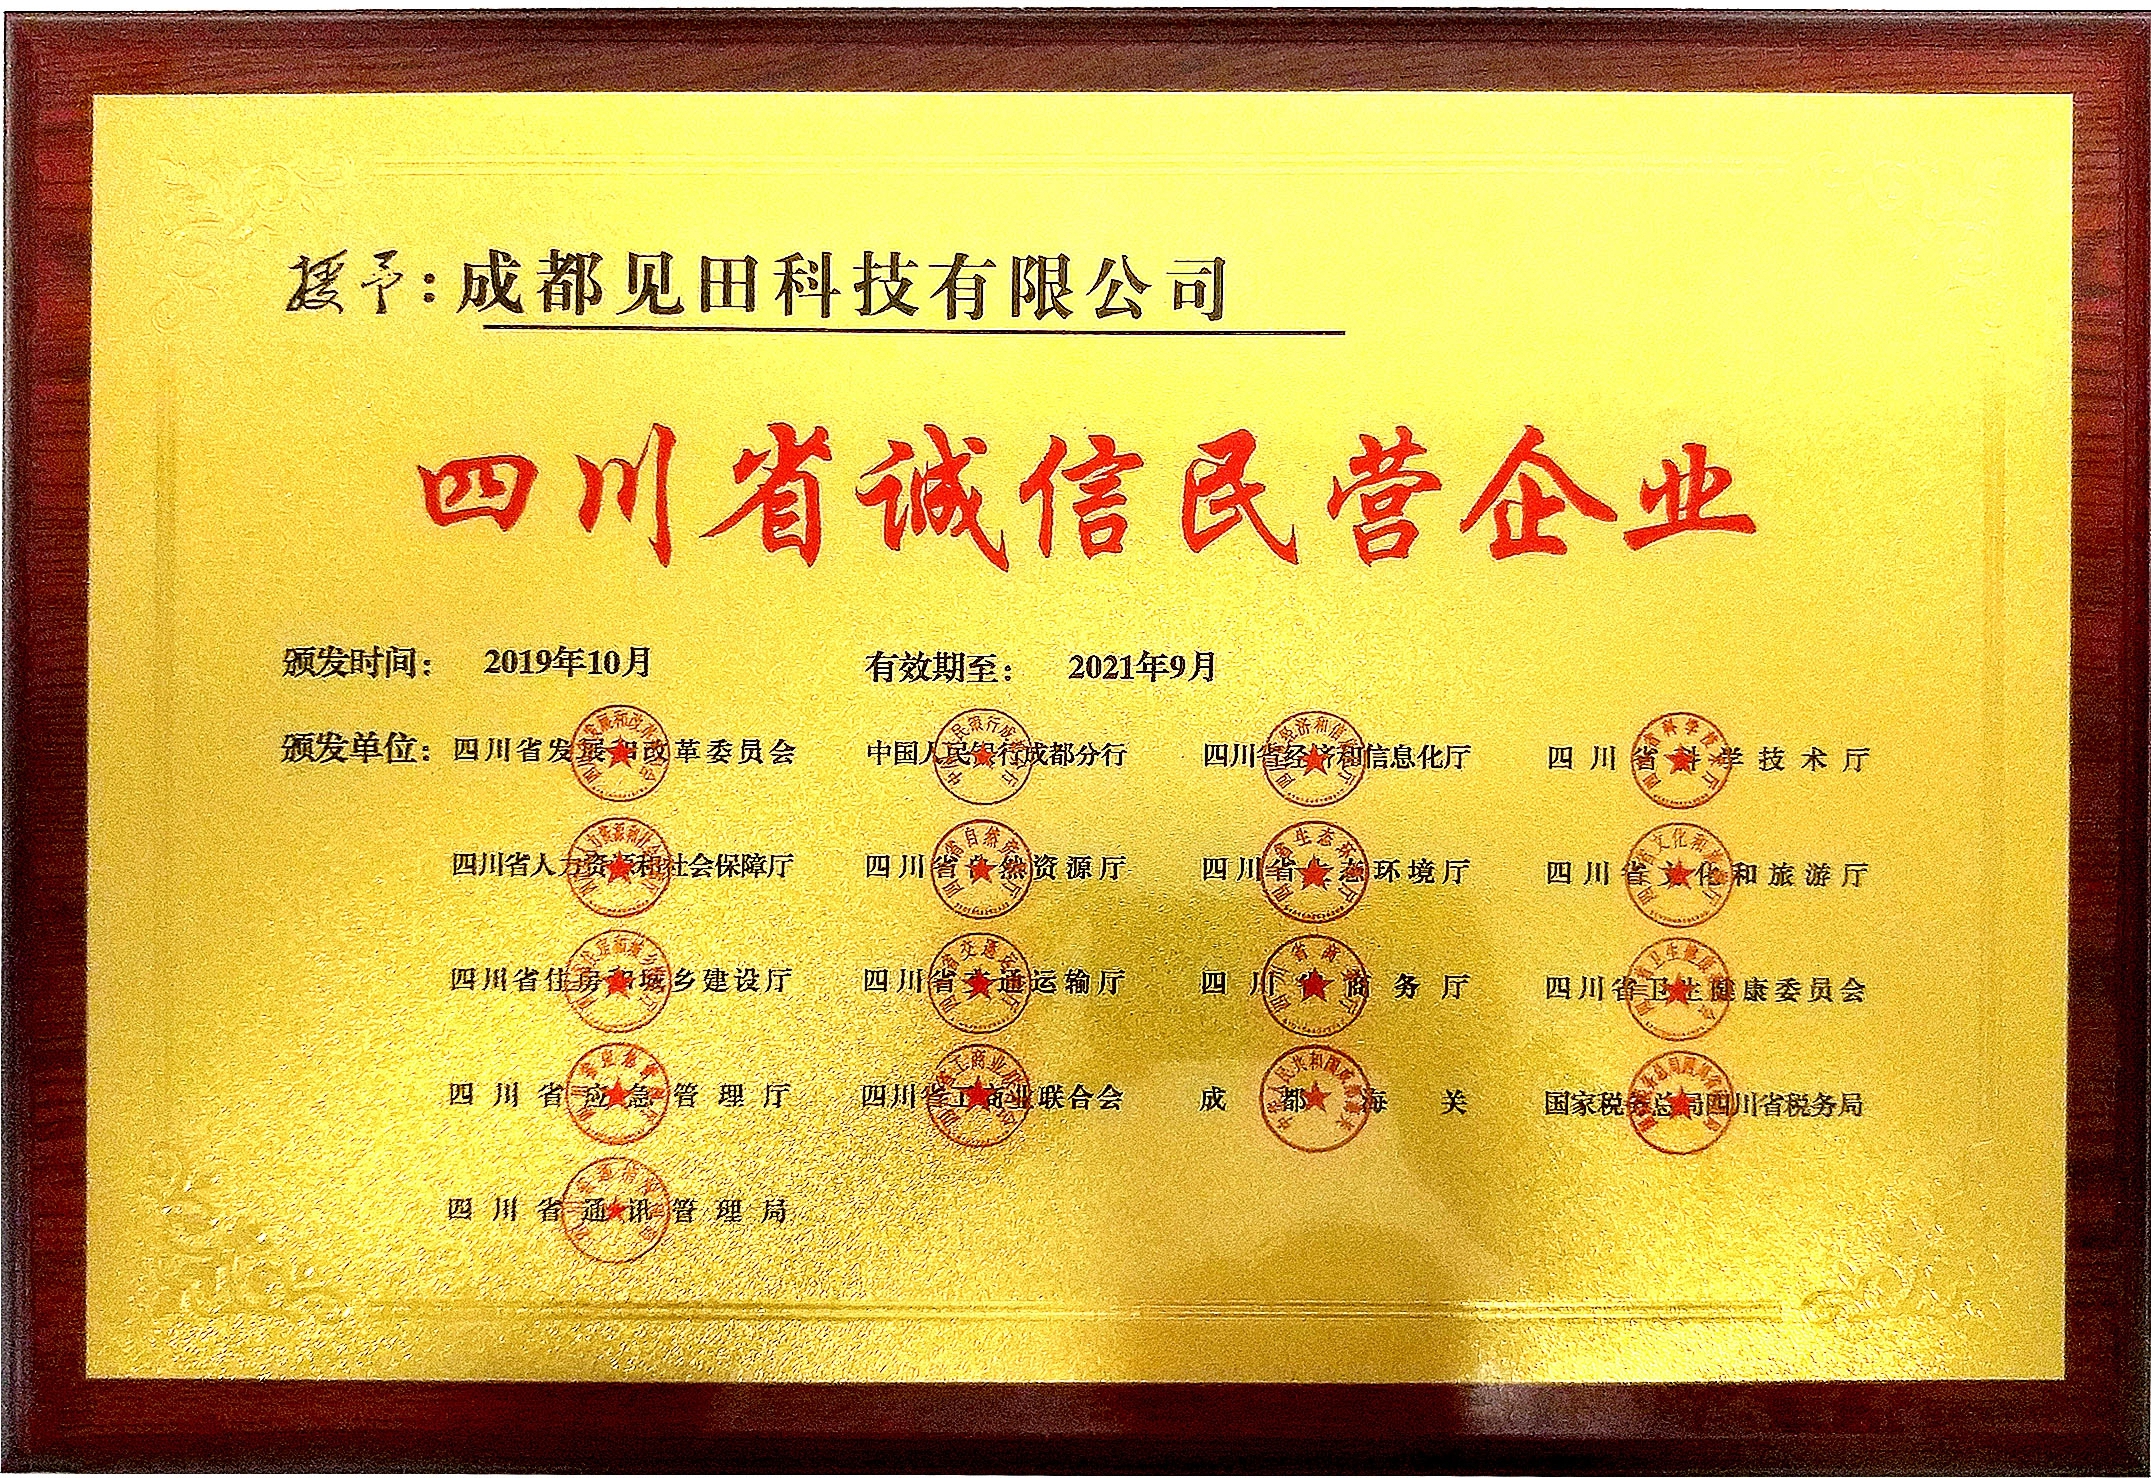 授予：成都见田科技有限公司
四川省诚信民营企业
颁发时间： 2019年10月 有效期至： 2021年9月
颁发单位：四川省发展和改革委员会 中国人民银行成都分行 四川省经济和信息化厅 四川省科学技术厅
四川省人力资源和社会保障厅 四川省自然资源厅 四川省生态环境厅 四川省文化和旅游厅
四川省住房和城乡建设厅 四川省交通运输厅 四川省商务厅 四川省卫生健康委员会
四川省应急管理厅 四川省工商业联合会 成都海关 国家税务总局四川省税务局
四川省通讯管理局